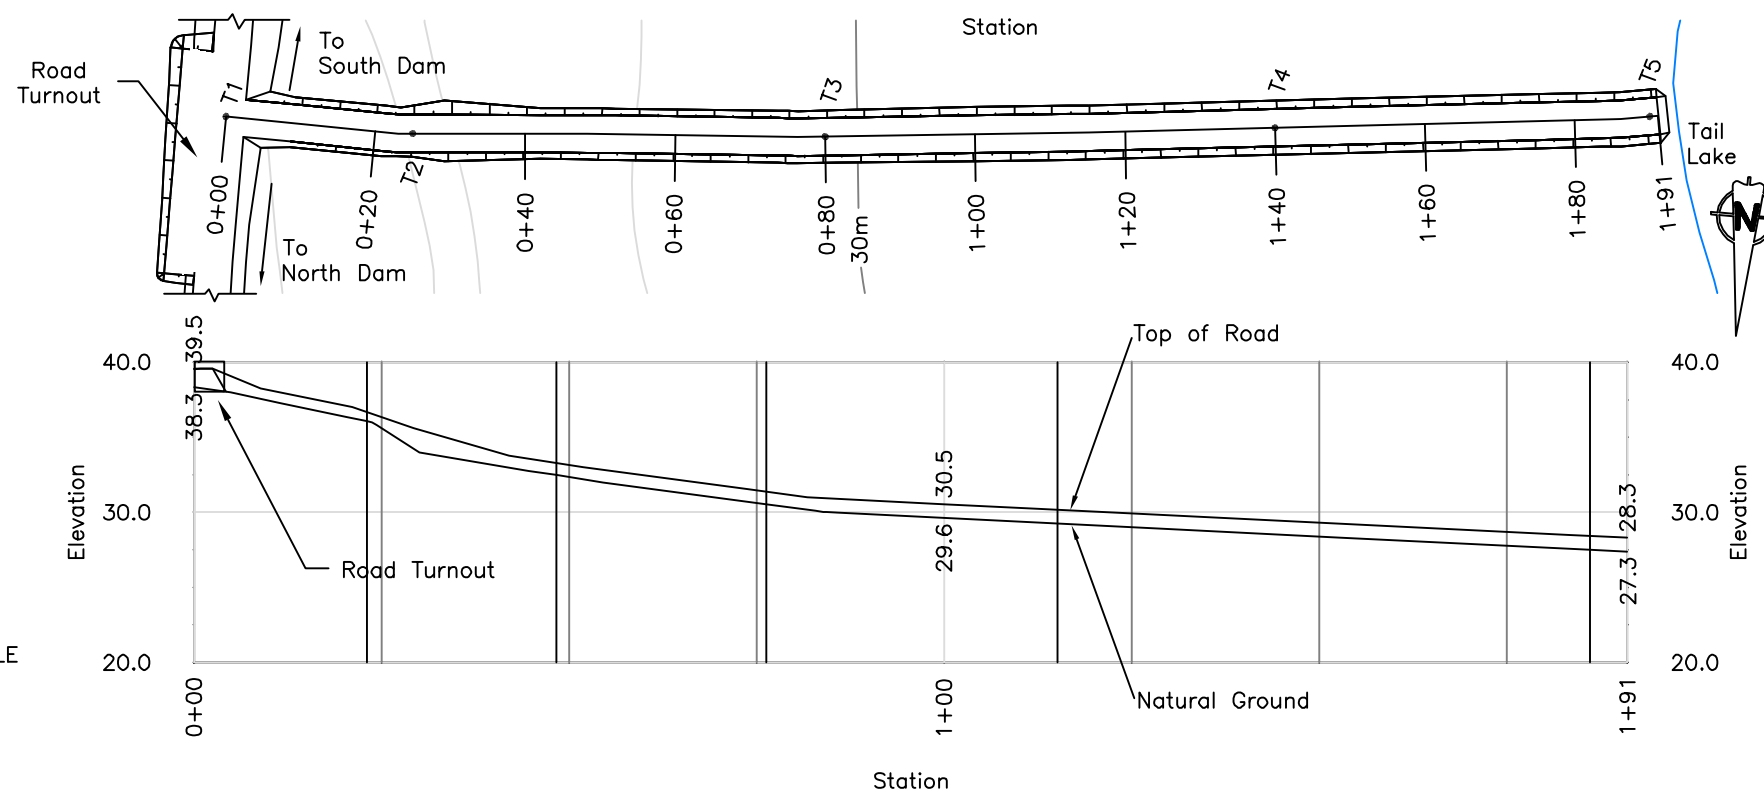 Station
To
South Dam
Road
Turnout
T1
T2
T3
T4
T5
Tail
Lake
0+00
0+20
0+40
0+60
0+80
30m
1+00
1+20
1+40
1+60
1+80
1+91
N
To
North Dam
39.5
Top of Road
40.0
40.0
38.3
Elevation
30.5
28.3
30.0
30.0
29.6
27.3
Elevation
Road Turnout
LE
20.0
20.0
Natural Ground
0+00
1+00
1+91
Station